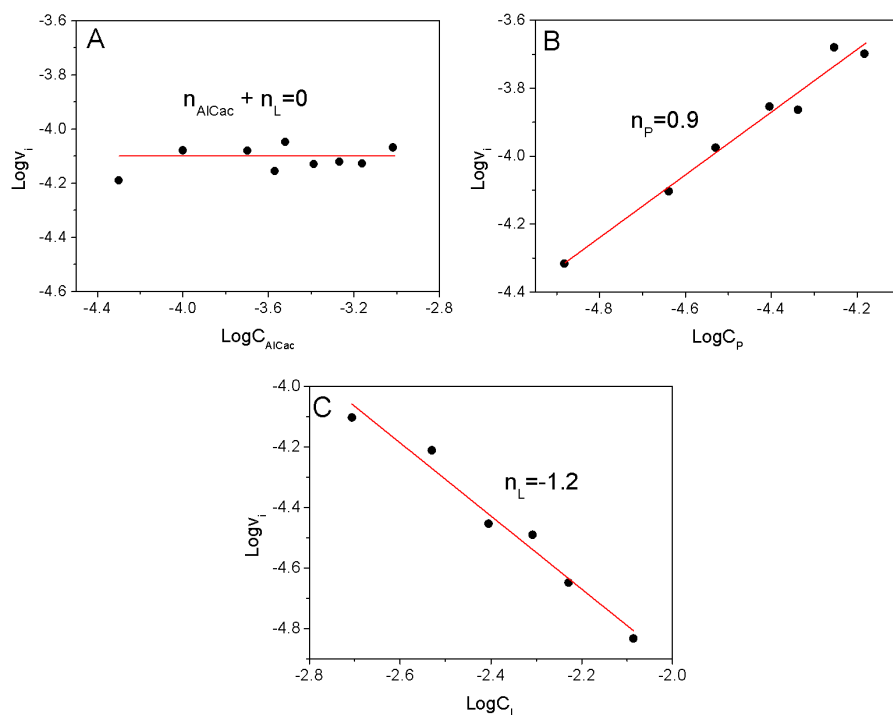 A
-3.6
-3.8
-4.0
-4.2
-4.4
-4.6
Logv_i
n_AlCac + n_L=0
-4.4 -4.0 -3.6 -3.2 -2.8
LogC_AlCac
B
-3.6
-3.8
-4.0
-4.2
-4.4
Logv_i
n_P=0.9
-4.8 -4.6 -4.4 -4.2
LogC_P
C
-4.0
-4.2
-4.4
-4.6
-4.8
Logv_i
n_L=-1.2
-2.8 -2.6 -2.4 -2.2 -2.0
LogC_L